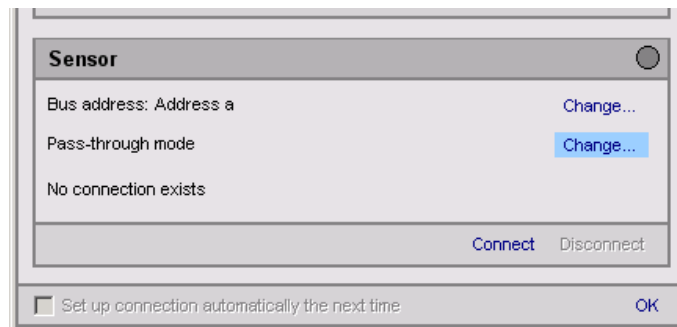 Sensor
Bus address: Address a
Change...
Pass-through mode
Change...
No connection exists
Connect
Disconnect
Set up connection automatically the next time
OK